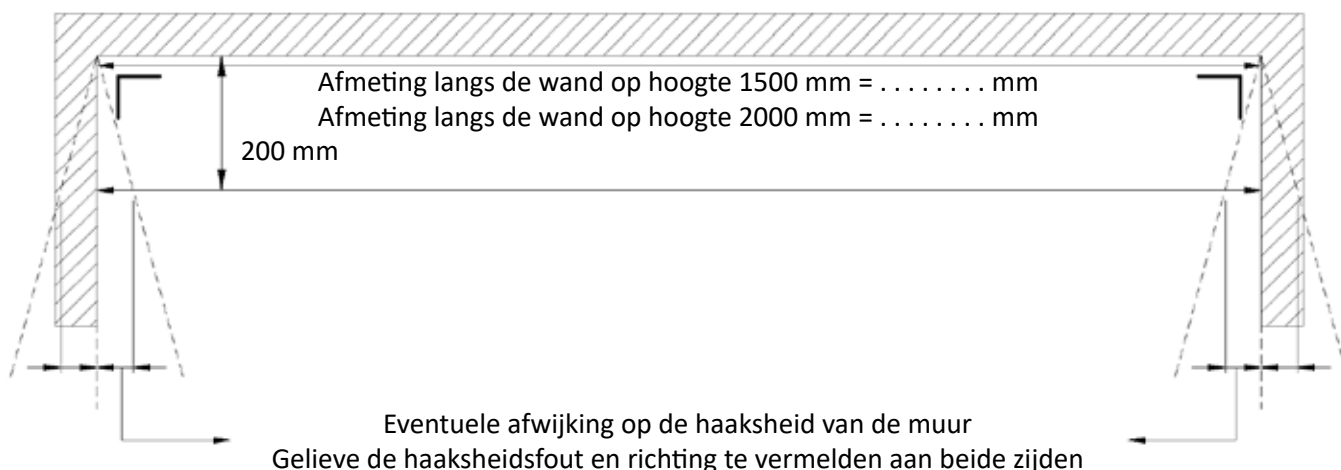 Afmeting langs de wand op hoogte 1500 mm = . . . . . . . . mm
Afmeting langs de wand op hoogte 2000 mm = . . . . . . . . mm
200 mm
Eventuele afwijking op de haaksheid van de muur
Gelieve de haaksheidsfout en richting te vermelden aan beide zijden